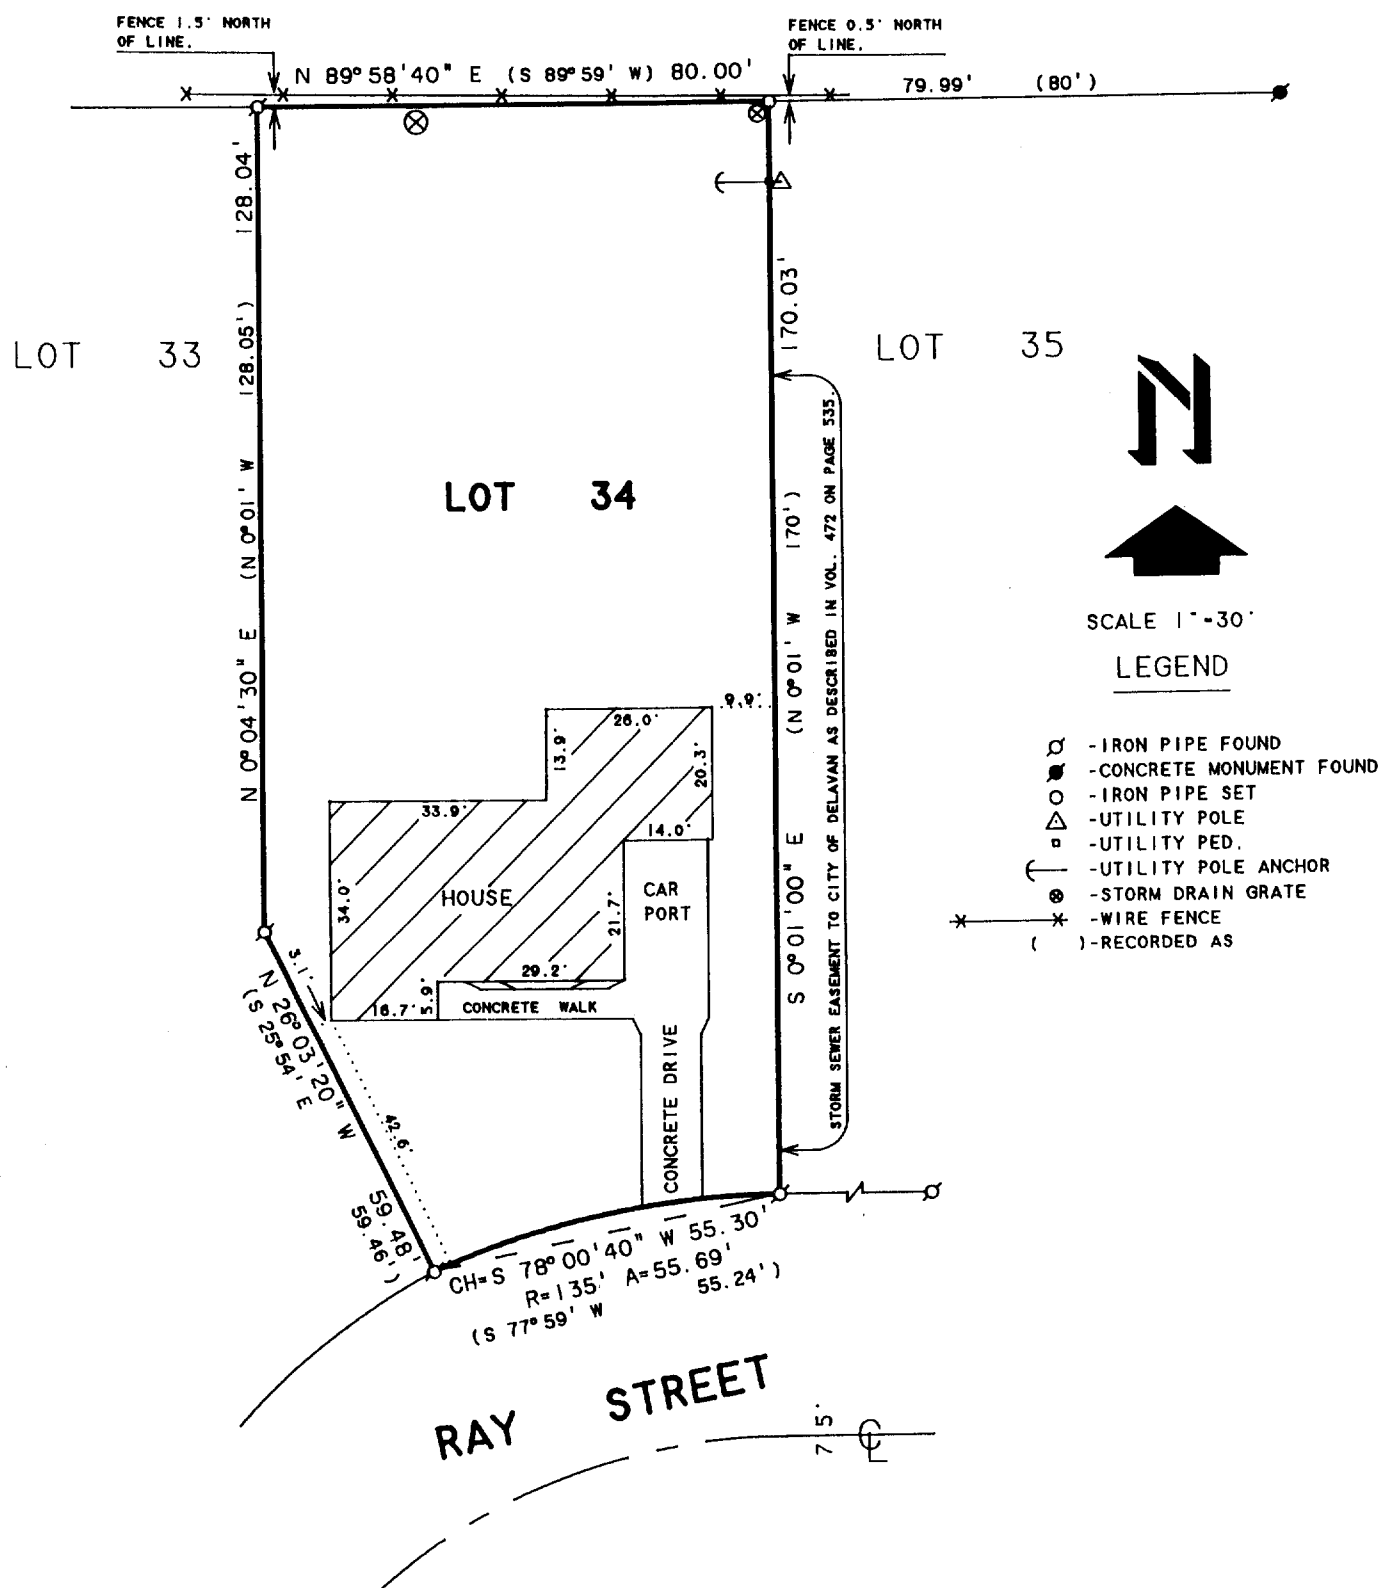 FENCE 1.5' NORTH
OF LINE.
FENCE 0.5' NORTH
OF LINE.
N 89°58'40" E (S 89°59' W) 80.00'
79.99' (80')
128.04'
(N 0°01' W 128.05')
N 0°04'30" E
170.03'
(N 0°01' W 170')
S 0°01'00" E
STORM SEWER EASEMENT TO CITY OF DELAVAN AS DESCRIBED IN VOL. 472 ON PAGE 535.
LOT 33
LOT 34
LOT 35
N
SCALE 1"=30'
LEGEND
-IRON PIPE FOUND
-CONCRETE MONUMENT FOUND
-IRON PIPE SET
-UTILITY POLE
-UTILITY PED.
-UTILITY POLE ANCHOR
-STORM DRAIN GRATE
-WIRE FENCE
( )-RECORDED AS
9.9'
26.0'
13.9'
20.3'
33.9'
14.0'
34.0'
HOUSE
CAR
PORT
21.7'
29.2'
16.7'
5.9'
CONCRETE WALK
CONCRETE DRIVE
3.1'
42.6'
N 26°03'20" W 59.48'
(S 25°54' E 59.46')
CH=S 78°00'40" W 55.30'
R=135' A=55.69'
(S 77°59' W 55.24')
RAY STREET
75'
CL